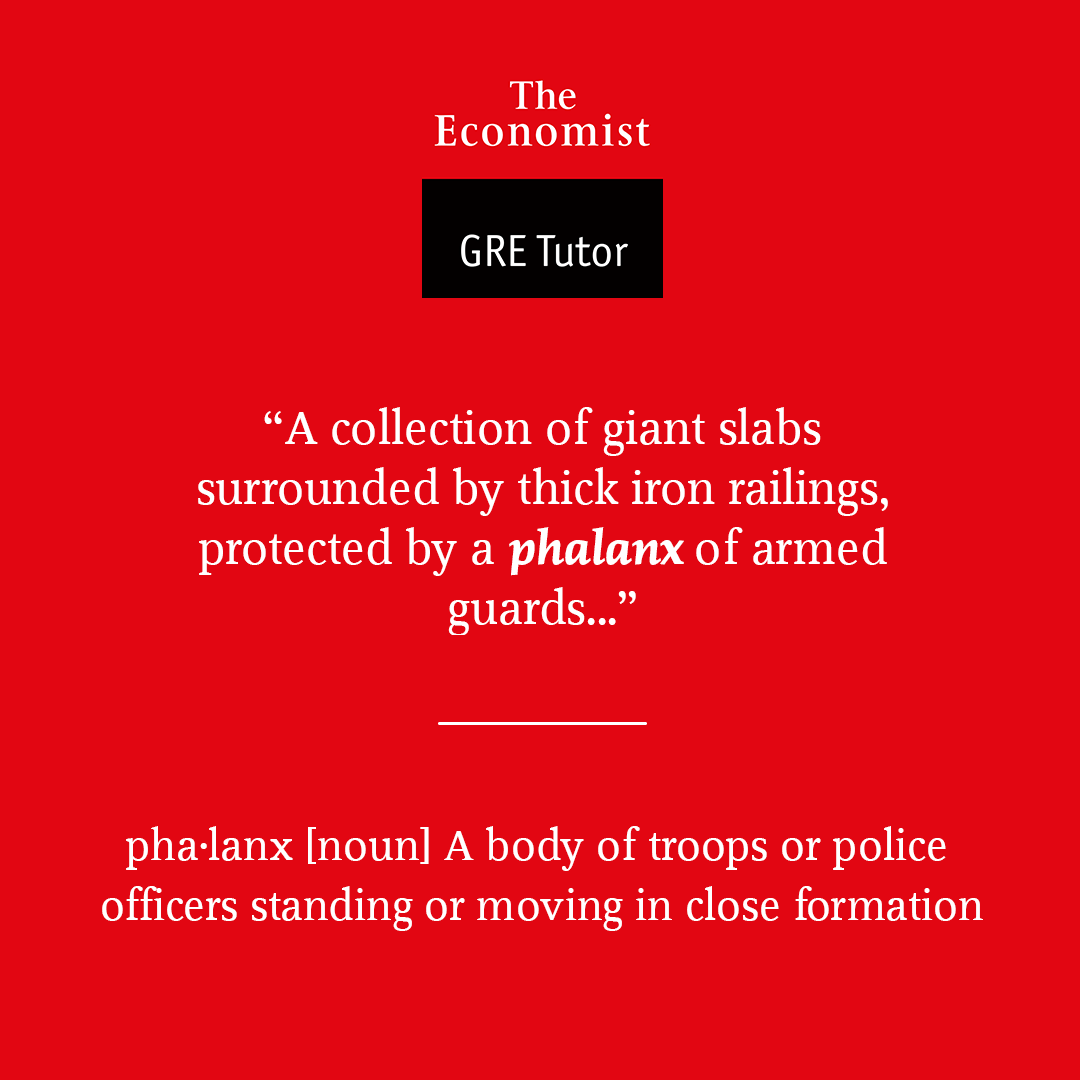 The
Economist
GRE Tutor
“A collection of giant slabs
surrounded by thick iron railings,
protected by a phalanx of armed
guards...”
pha·lanx [noun] A body of troops or police
officers standing or moving in close formation